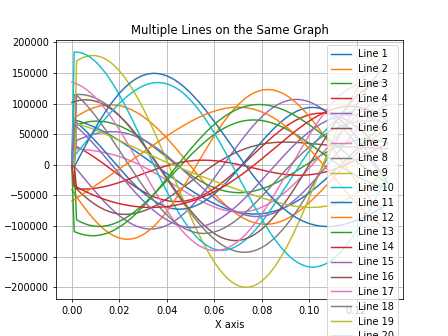 Multiple Lines on the Same Graph
200000
150000
100000
50000
0
−50000
−100000
−150000
−200000
0.00
0.02
0.04
0.06
0.08
0.10
X axis
Line 1
Line 2
Line 3
Line 4
Line 5
Line 6
Line 7
Line 8
Line 9
Line 10
Line 11
Line 12
Line 13
Line 14
Line 15
Line 16
Line 17
Line 18
Line 19
Line 20